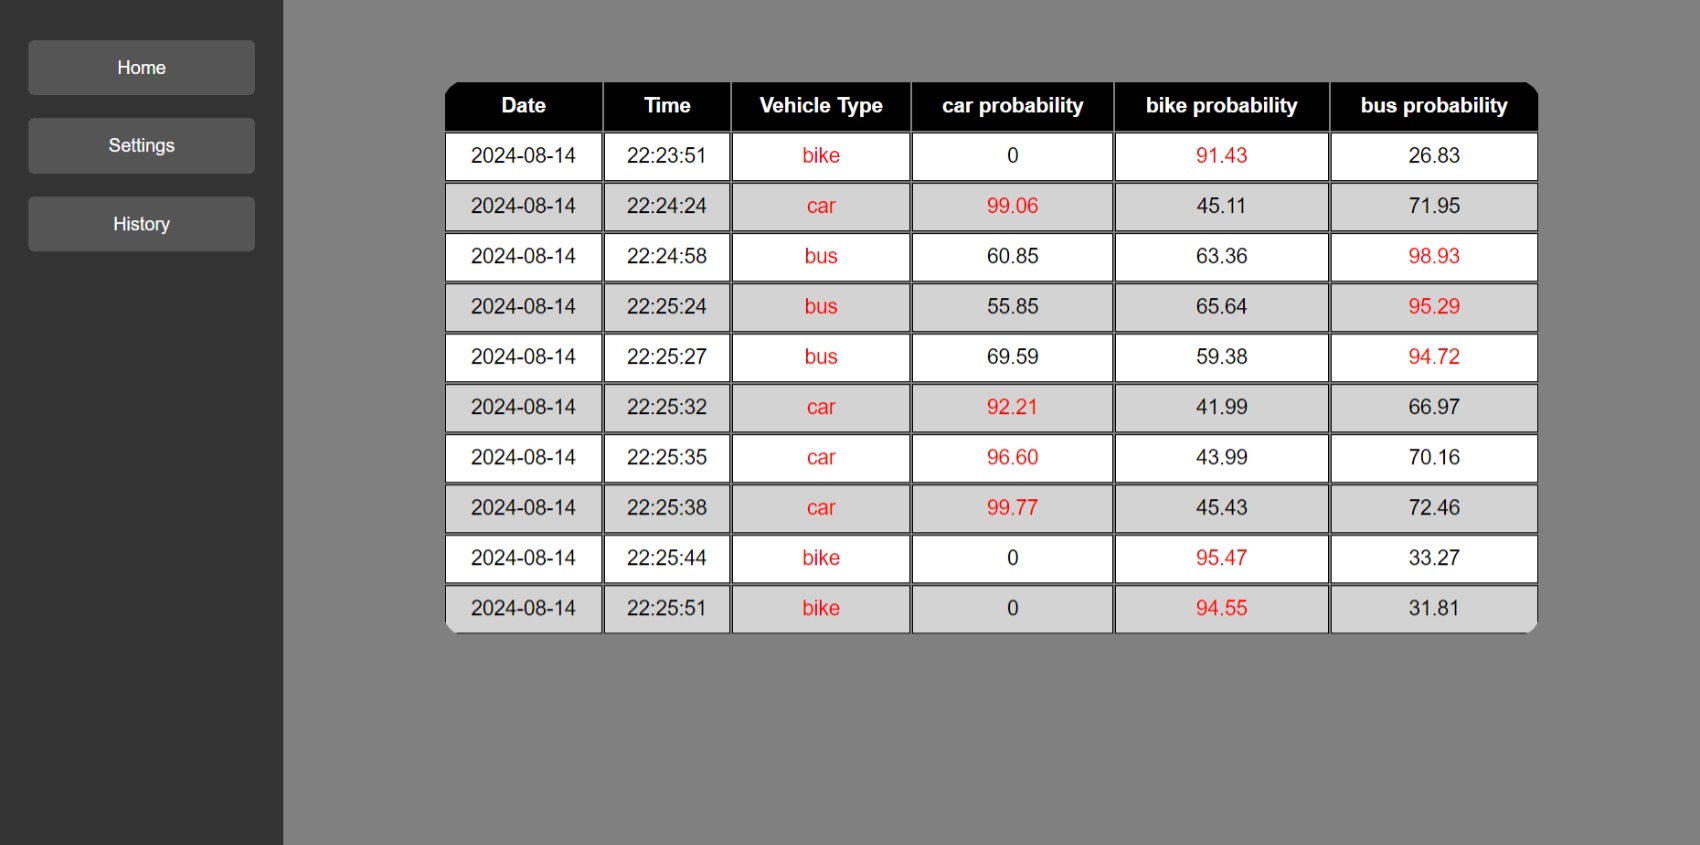 Home
Settings
History
Date Time Vehicle Type car probability bike probability bus probability
2024-08-14 22:23:51 bike 0 91.43 26.83
2024-08-14 22:24:24 car 99.06 45.11 71.95
2024-08-14 22:24:58 bus 60.85 63.36 98.93
2024-08-14 22:25:24 bus 55.85 65.64 95.29
2024-08-14 22:25:27 bus 69.59 59.38 94.72
2024-08-14 22:25:32 car 92.21 41.99 66.97
2024-08-14 22:25:35 car 96.60 43.99 70.16
2024-08-14 22:25:38 car 99.77 45.43 72.46
2024-08-14 22:25:44 bike 0 95.47 33.27
2024-08-14 22:25:51 bike 0 94.55 31.81